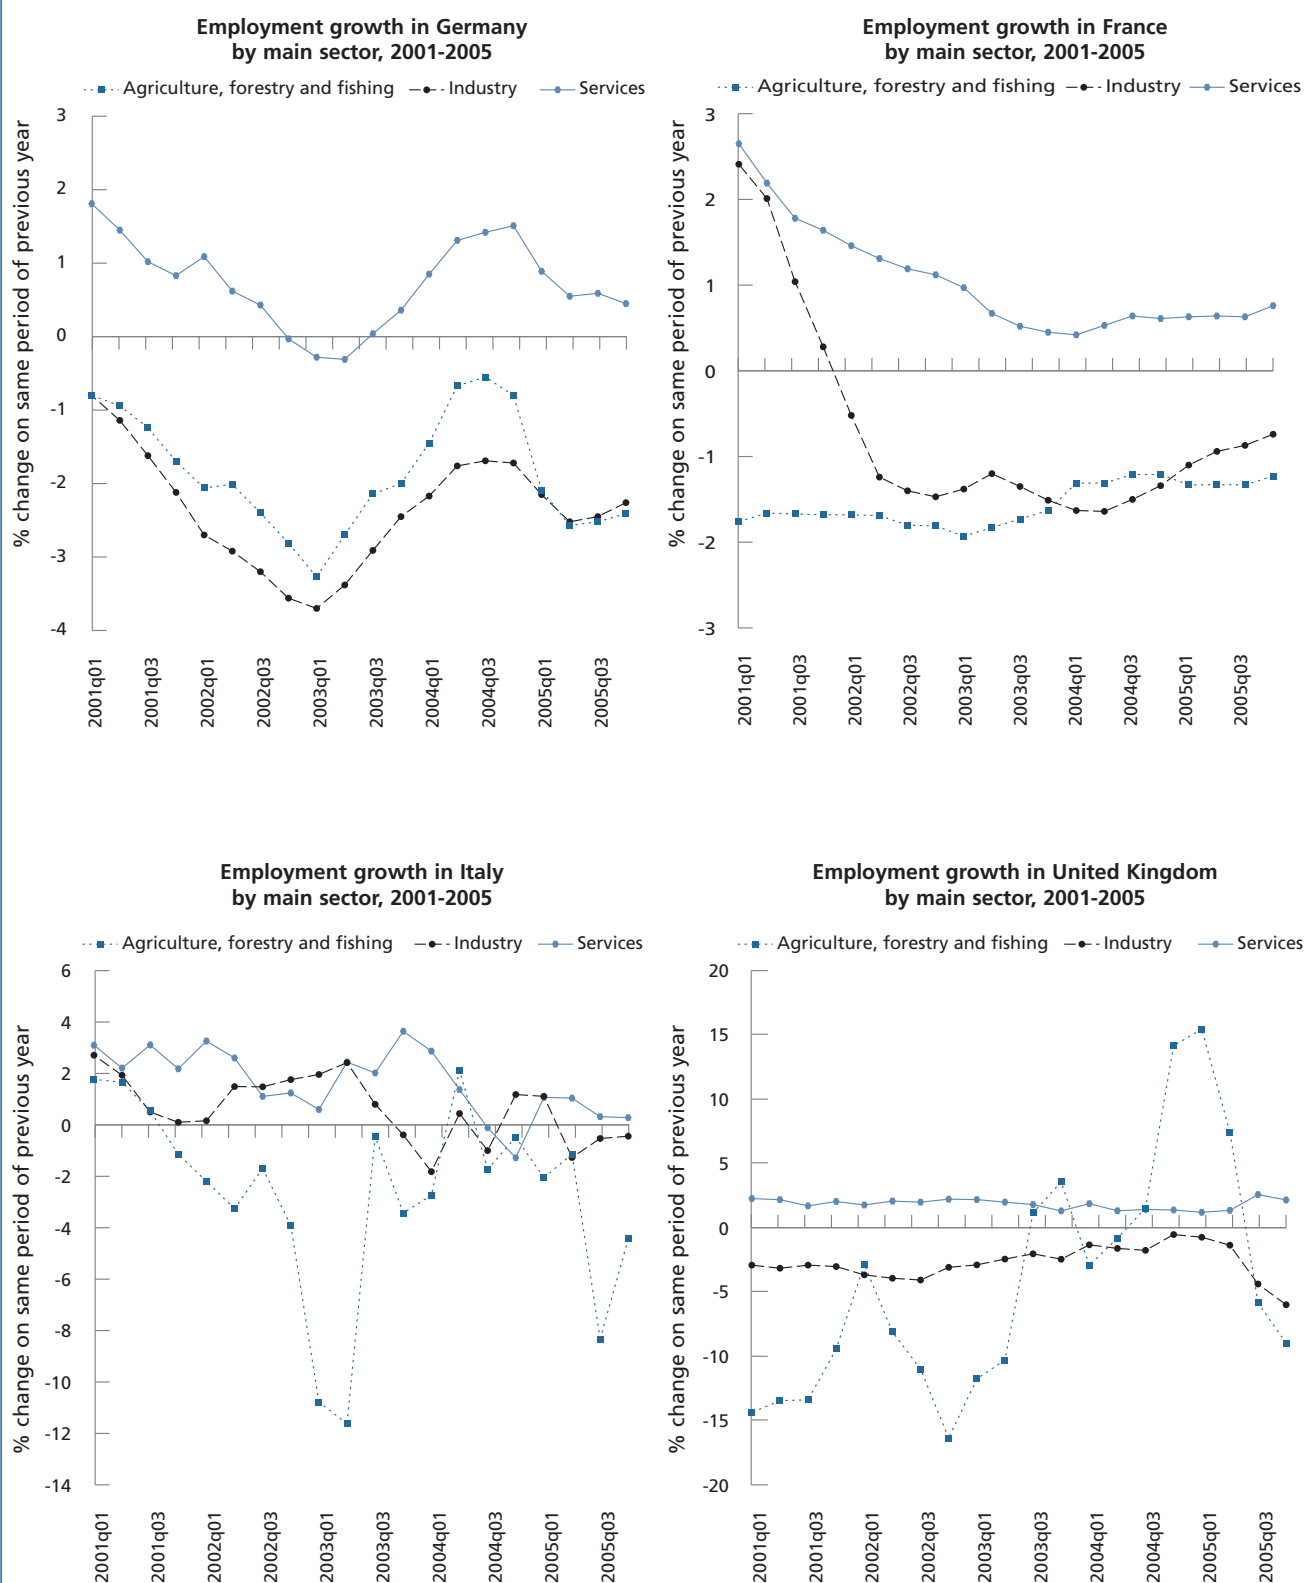 Employment growth in Germany
by main sector, 2001-2005
Agriculture, forestry and fishing Industry Services
% change on same period of previous year
3
2
1
0
-1
-2
-3
-4
2001q01
2001q03
2002q01
2002q03
2003q01
2003q03
2004q01
2004q03
2005q01
2005q03
Employment growth in France
by main sector, 2001-2005
Agriculture, forestry and fishing Industry Services
% change on same period of previous year
3
2
1
0
-1
-2
-3
2001q01
2001q03
2002q01
2002q03
2003q01
2003q03
2004q01
2004q03
2005q01
2005q03
Employment growth in Italy
by main sector, 2001-2005
Agriculture, forestry and fishing Industry Services
% change on same period of previous year
6
4
2
0
-2
-4
-6
-8
-10
-12
-14
2001q01
2001q03
2002q01
2002q03
2003q01
2003q03
2004q01
2004q03
2005q01
2005q03
Employment growth in United Kingdom
by main sector, 2001-2005
Agriculture, forestry and fishing Industry Services
% change on same period of previous year
20
15
10
5
0
-5
-10
-15
-20
2001q01
2001q03
2002q01
2002q03
2003q01
2003q03
2004q01
2004q03
2005q01
2005q03